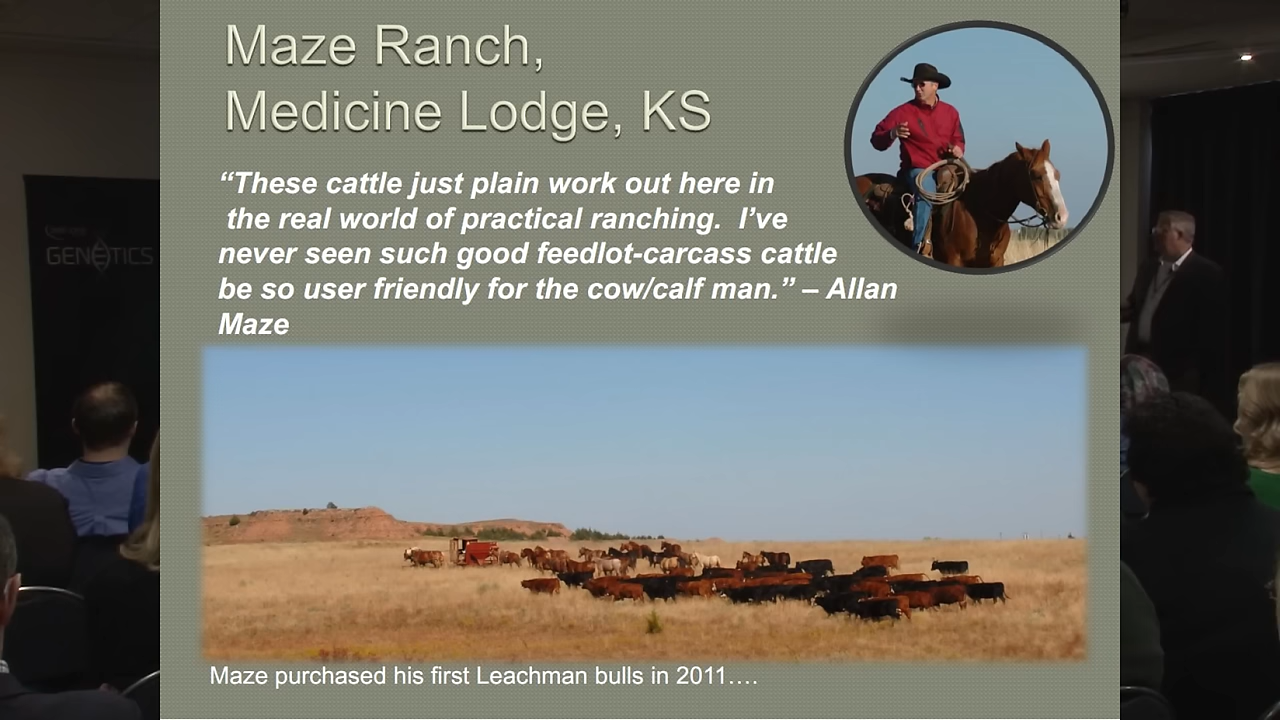 Maze Ranch,
Medicine Lodge, KS
“These cattle just plain work out here in
the real world of practical ranching.  I’ve
never seen such good feedlot-carcass cattle
be so user friendly for the cow/calf man.” – Allan
Maze
GENETICS
Maze purchased his first Leachman bulls in 2011….